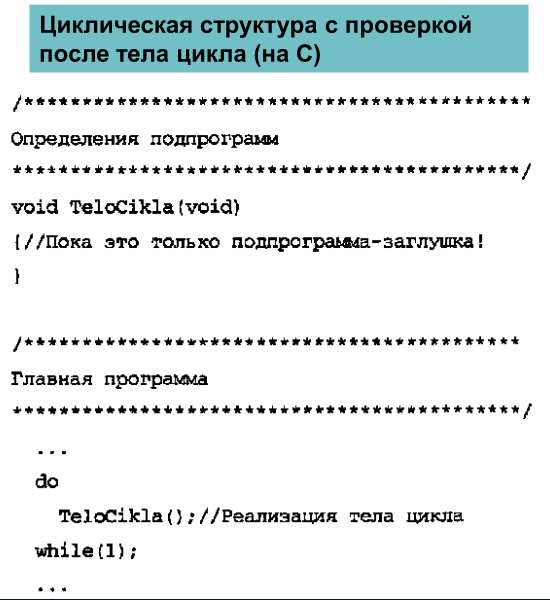 Циклическая структура с проверкой
после тела цикла (на С)
/*******************************************
Определения подпрограмм
*******************************************/
void TeloCikla(void)
{//Пока это только подпрограмма-заглушка!
}
/******************************************
Главная программа
*******************************************/
...
do
TeloCikla();//Реализация тела цикла
while(1);
...